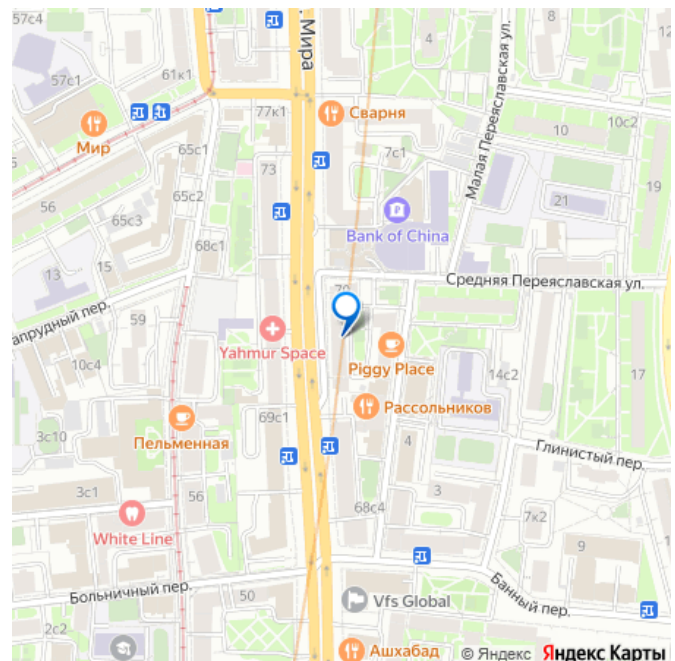 57с1
61к1
77к1
Мира
4
8
12
Малая Переяславская ул.
Мир
Сварня
10
10с2
65с1
73
7с1
19
56
65с2
65с3
21
68с1
Bank of China
13
15
Средняя Переяславская ул.
апрудный пер.
59
Yahmur Space
Piggy Place
10с4
14с2
69с1
Рассольников
3с10
Пельменная
4
Глинистый пер.
3с1
56
3
68с4
7к2
White Line
9
Больничный пер.
50
Vfs Global
Банный пер.
2с2
Ашхабад
© Яндекс Яндекс Карты